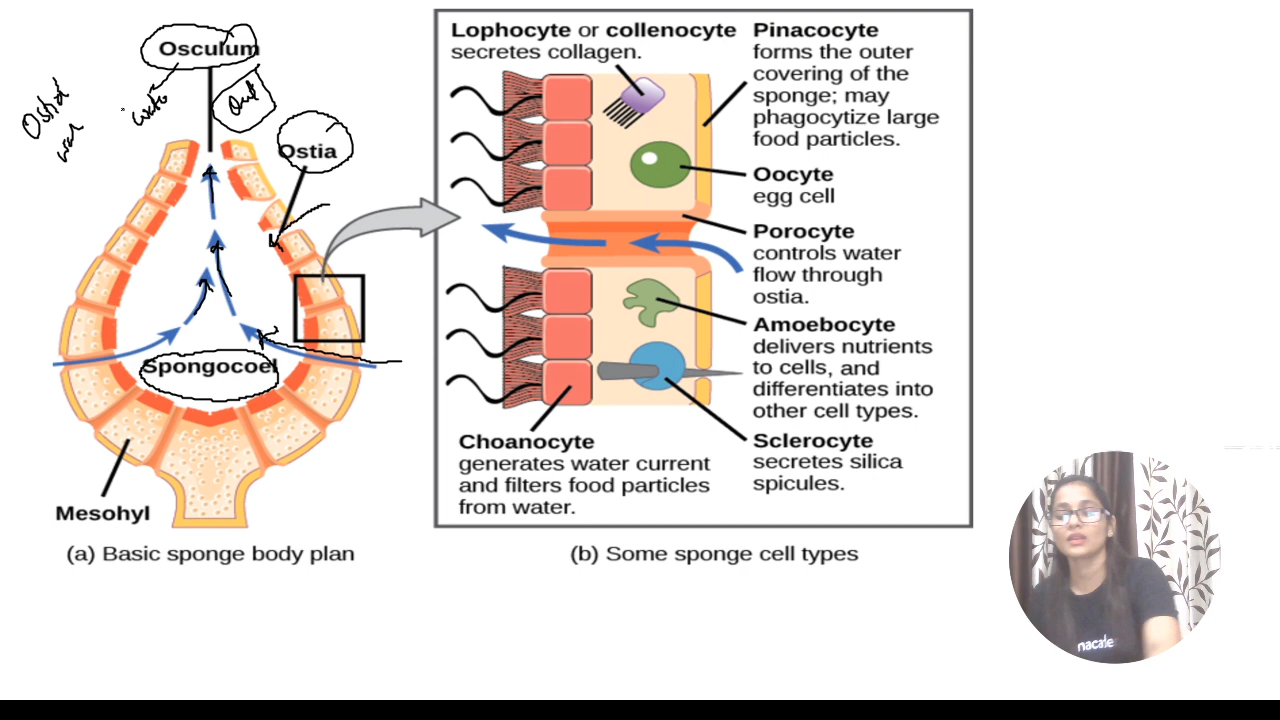 Osculum
water
out
Ostia
Spongocoel
Mesohyl
(a) Basic sponge body plan
Lophocyte or collenocyte
secretes collagen.
Pinacocyte
forms the outer
covering of the
sponge; may
phagocytize large
food particles.
Oocyte
egg cell
Porocyte
controls water
flow through
ostia.
Amoebocyte
delivers nutrients
to cells, and
differentiates into
other cell types.
Sclerocyte
secretes silica
spicules.
Choanocyte
generates water current
and filters food particles
from water.
(b) Some sponge cell types